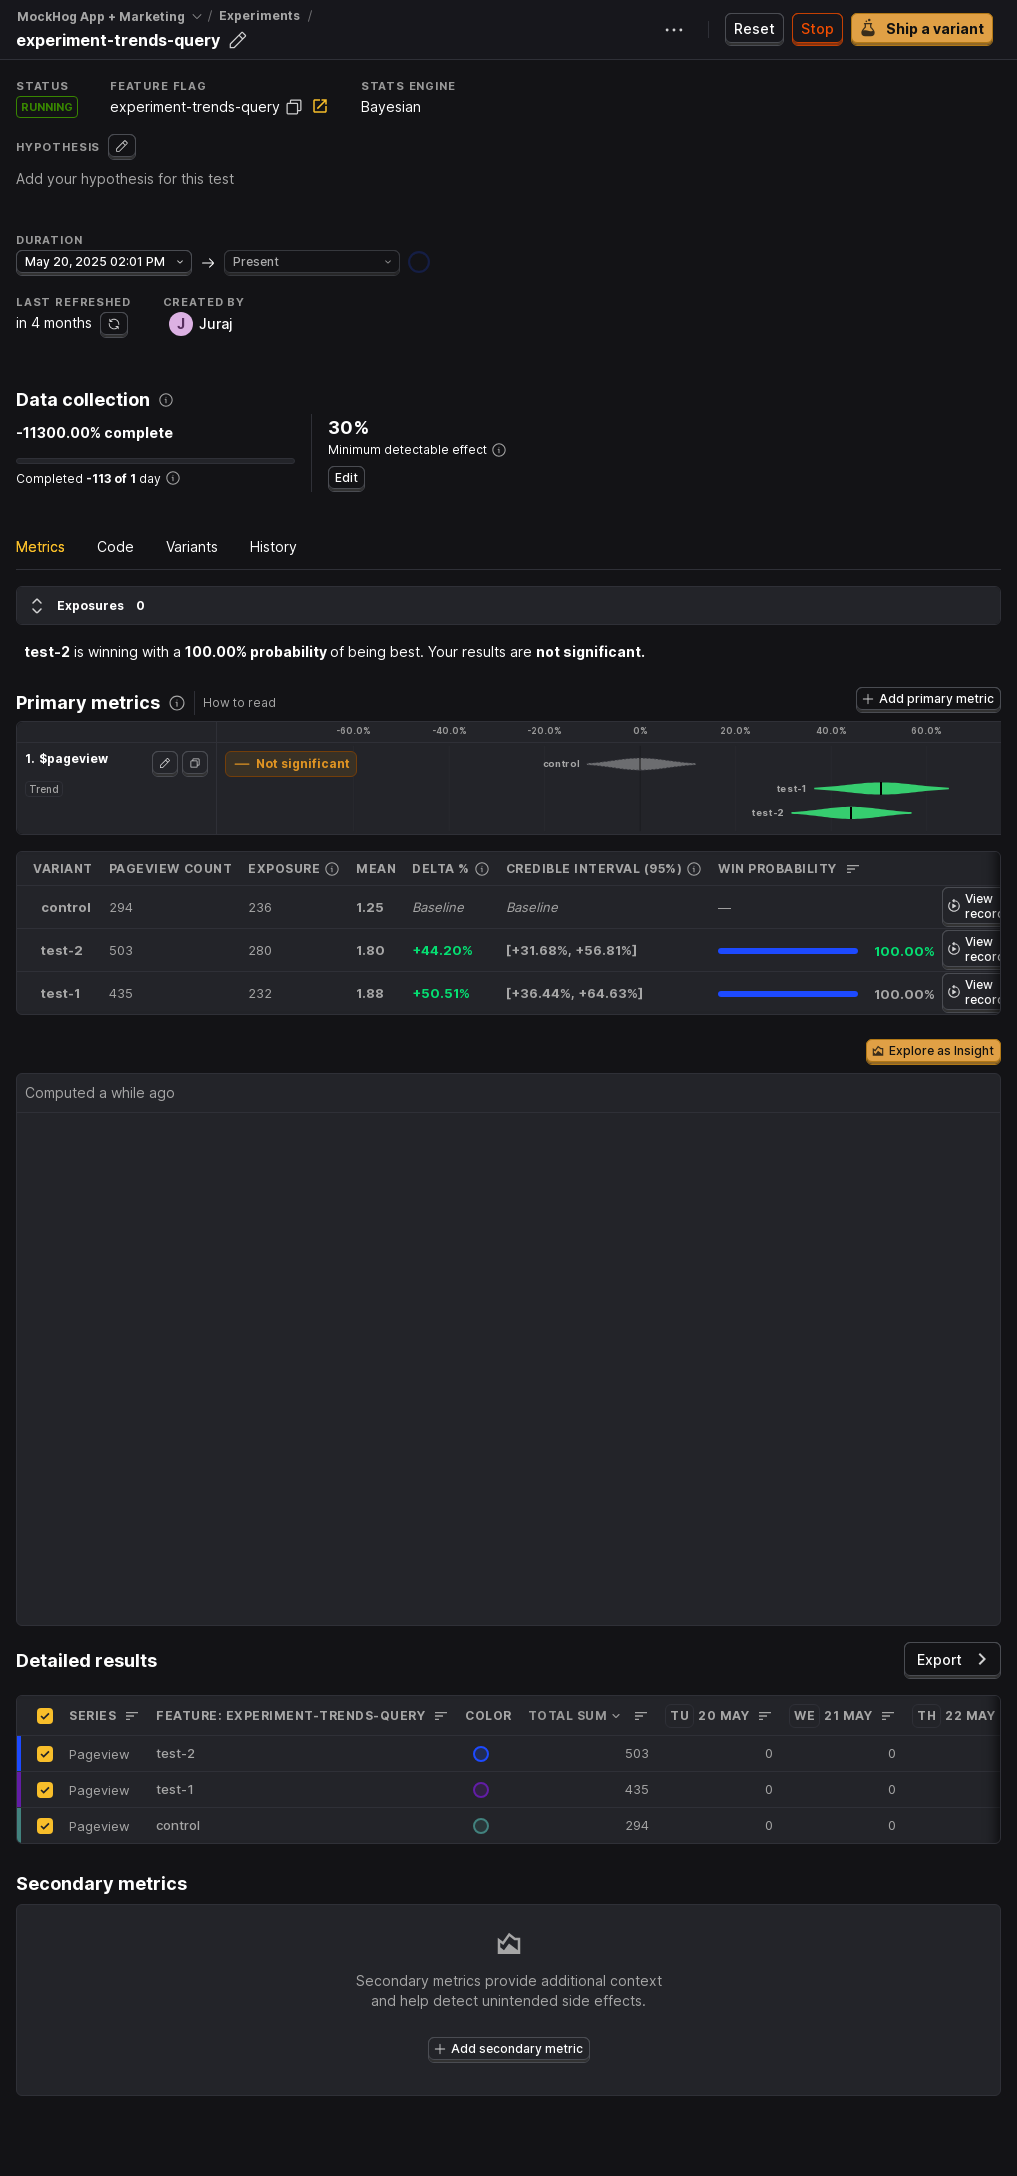 MockHog App + Marketing / Experiments /
experiment-trends-query
Reset
Stop
Ship a variant
STATUS
RUNNING
FEATURE FLAG
experiment-trends-query
STATS ENGINE
Bayesian
HYPOTHESIS
Add your hypothesis for this test
DURATION
May 20, 2025 02:01 PM → Present
LAST REFRESHED
in 4 months
CREATED BY
J Juraj
Data collection
-11300.00% complete
Completed -113 of 1 day
30%
Minimum detectable effect
Edit
Metrics Code Variants History
Exposures 0
test-2 is winning with a 100.00% probability of being best. Your results are not significant.
Primary metrics How to read
Add primary metric
-60.0% -40.0% -20.0% 0% 20.0% 40.0% 60.0%
1. $pageview
Trend
— Not significant
control
test-1
test-2
VARIANT PAGEVIEW COUNT EXPOSURE MEAN DELTA % CREDIBLE INTERVAL (95%) WIN PROBABILITY
control 294 236 1.25 Baseline Baseline — View recorc
test-2 503 280 1.80 +44.20% [+31.68%, +56.81%] 100.00% View recorc
test-1 435 232 1.88 +50.51% [+36.44%, +64.63%] 100.00% View recorc
Explore as Insight
Computed a while ago
Detailed results
Export
SERIES FEATURE: EXPERIMENT-TRENDS-QUERY COLOR TOTAL SUM TU 20 MAY WE 21 MAY TH 22 MAY
Pageview test-2 503 0 0
Pageview test-1 435 0 0
Pageview control 294 0 0
Secondary metrics
Secondary metrics provide additional context
and help detect unintended side effects.
Add secondary metric